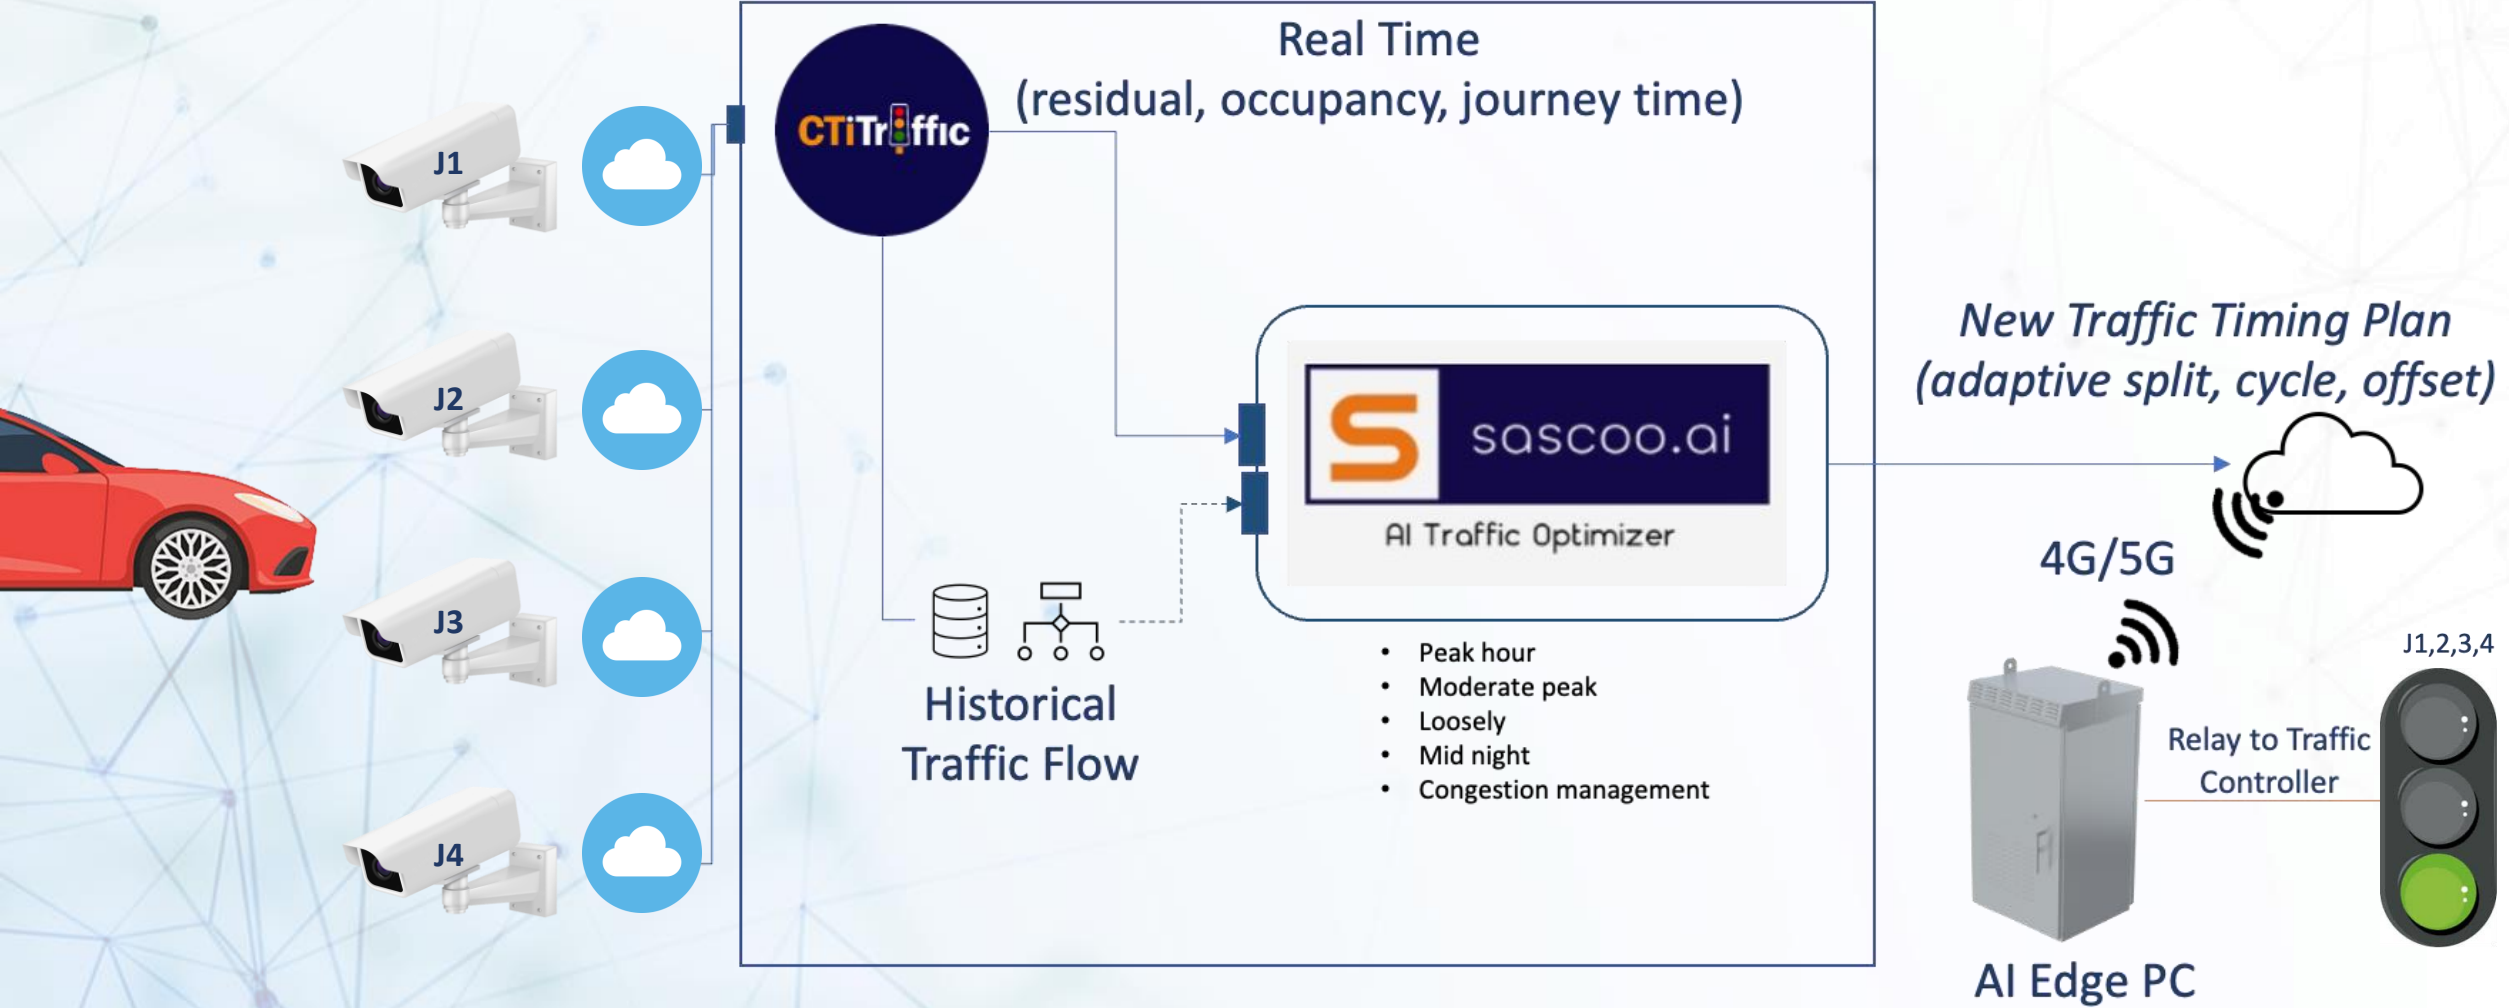 J1
J2
J3
J4
CTiTraffic
Real Time
(residual, occupancy, journey time)
Historical
Traffic Flow
S sascoo.ai
AI Traffic Optimizer
• Peak hour
• Moderate peak
• Loosely
• Mid night
• Congestion management
New Traffic Timing Plan
(adaptive split, cycle, offset)
4G/5G
J1,2,3,4
Relay to Traffic
Controller
AI Edge PC